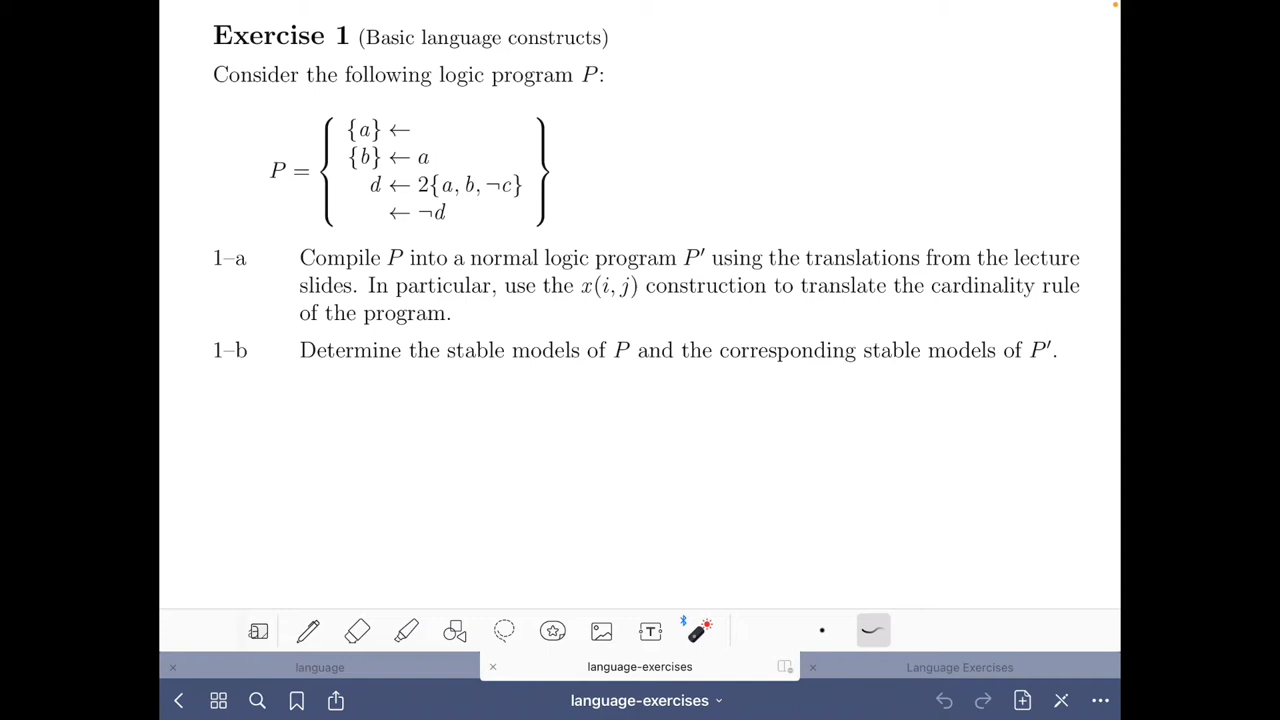 Exercise 1 (Basic language constructs)
Consider the following logic program P:
{a} ←
{b} ← a
P =
d ← 2{a, b, ¬c}
← ¬d
1–a Compile P into a normal logic program P′ using the translations from the lecture
slides. In particular, use the x(i, j) construction to translate the cardinality rule
of the program.
1–b Determine the stable models of P and the corresponding stable models of P′.
T
language
language-exercises
Language Exercises
language-exercises